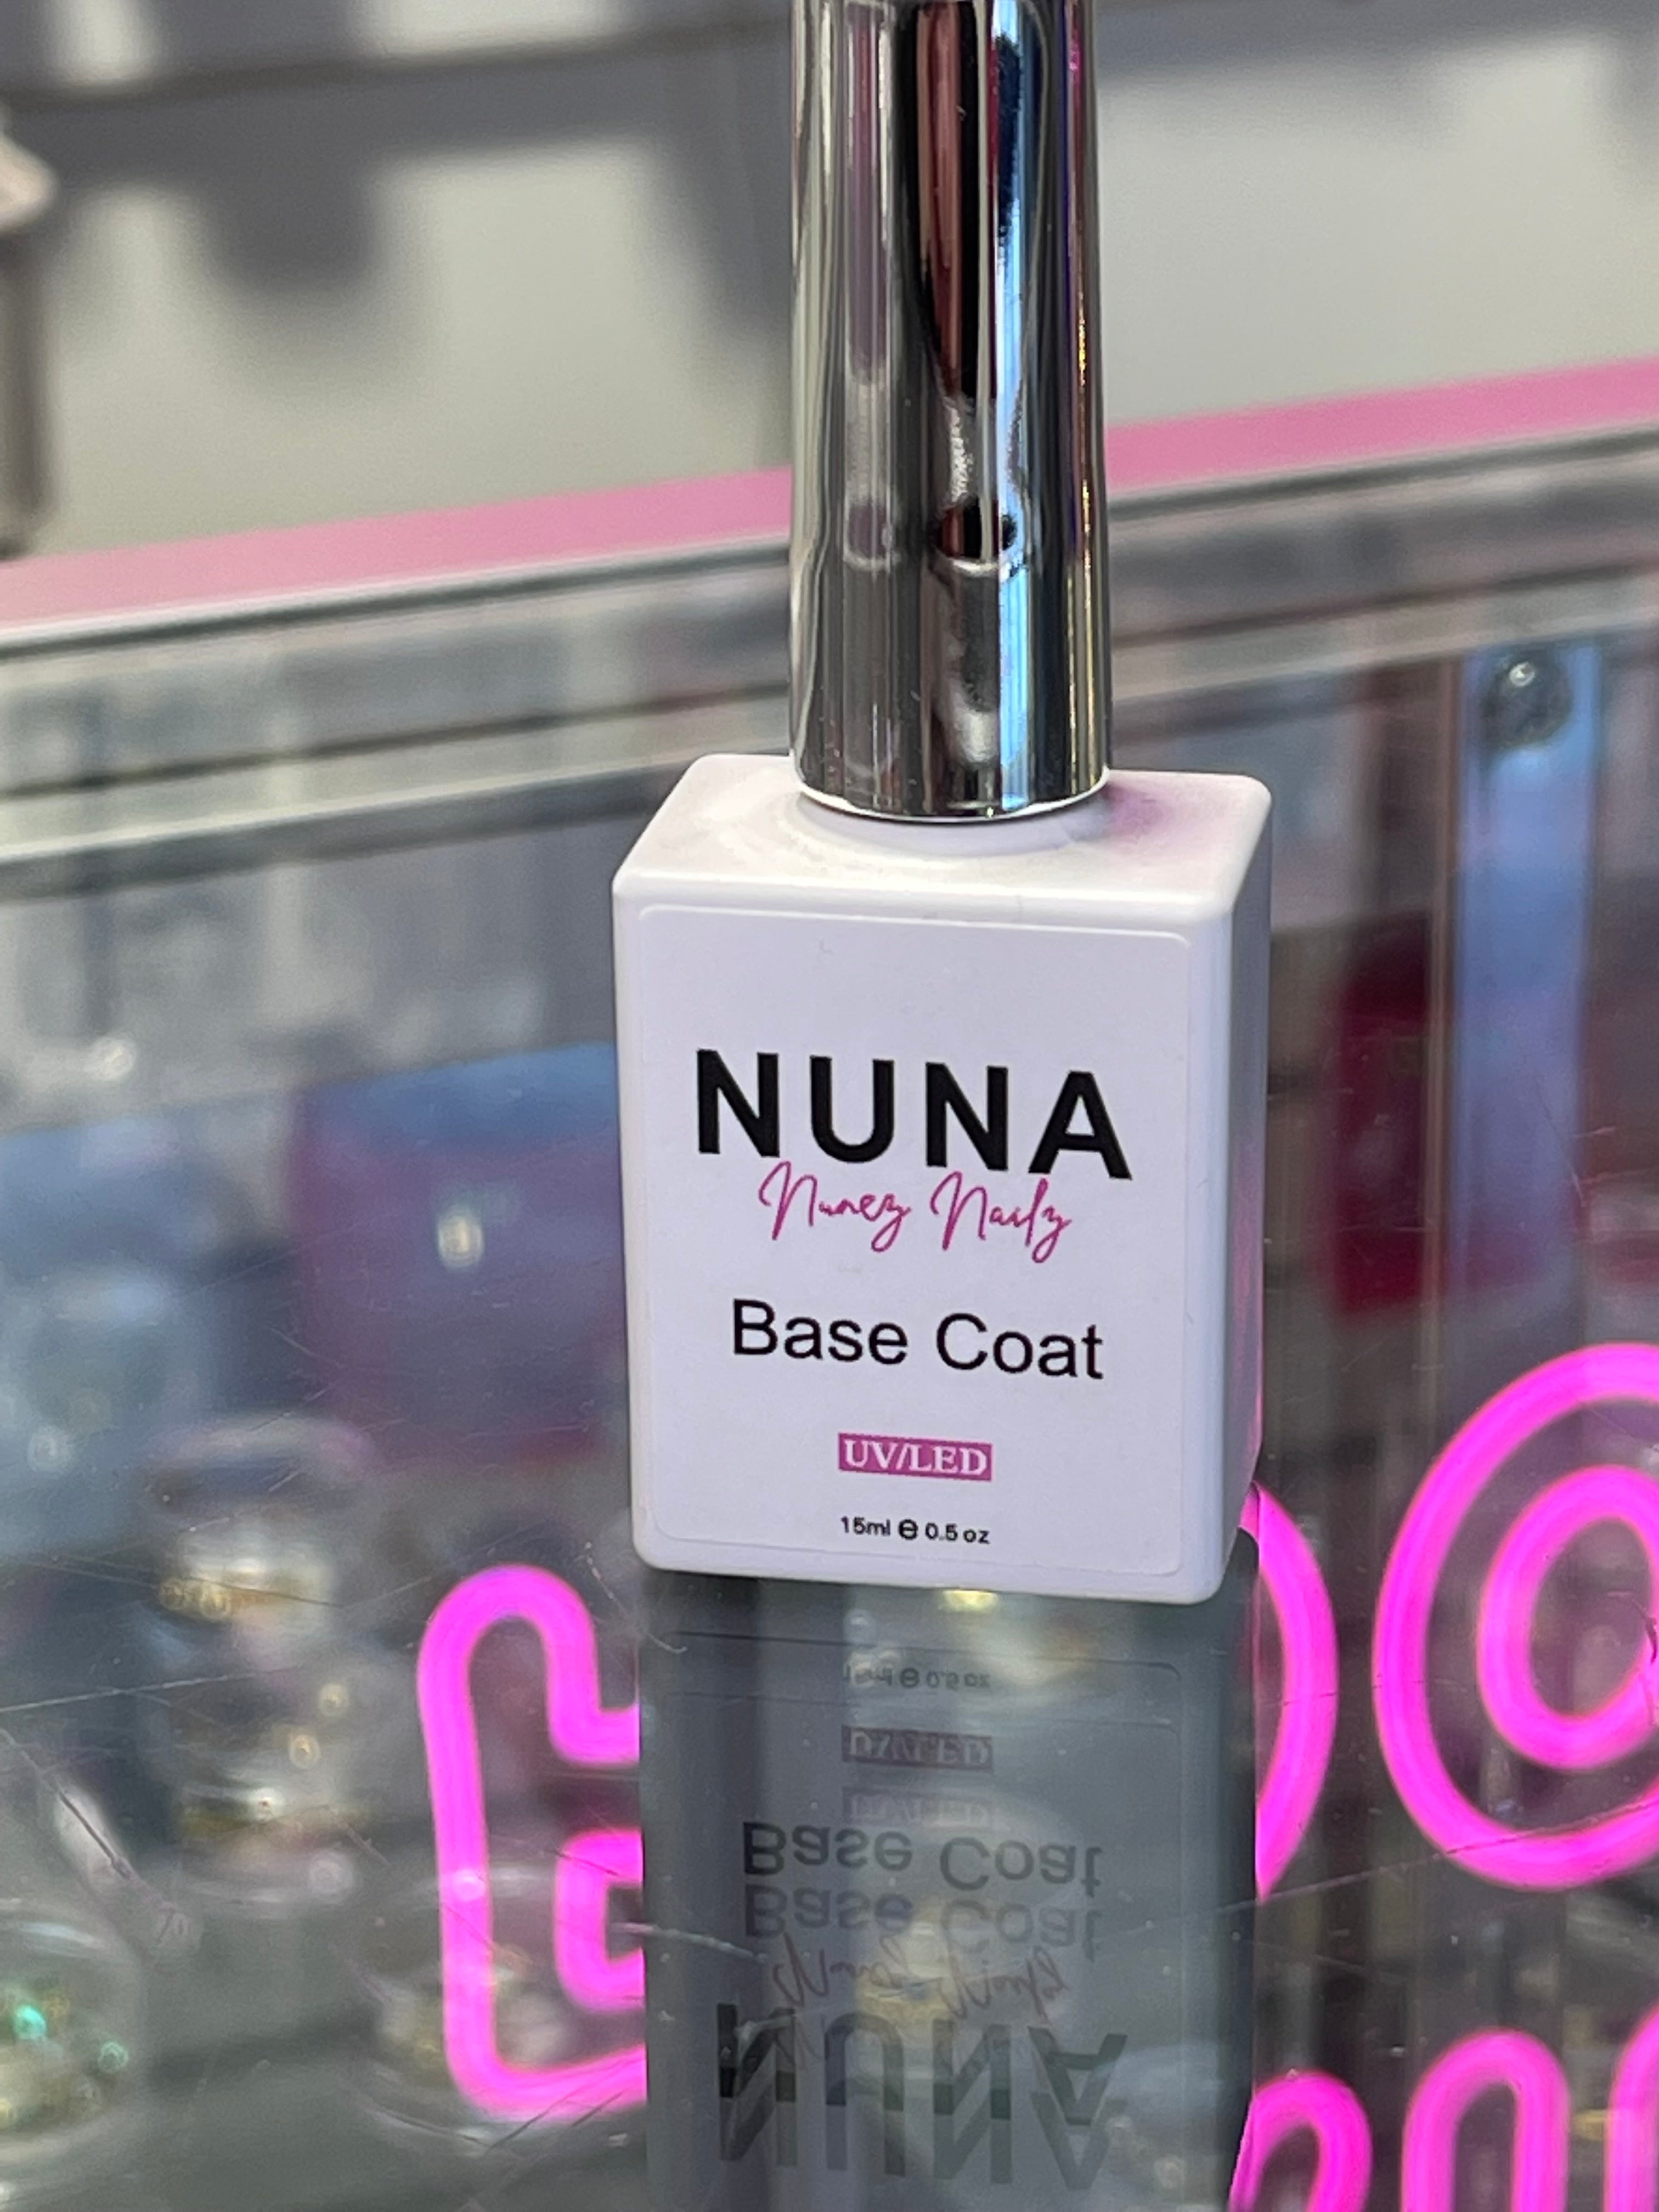 NUNA
Nunez Nailz
Base Coat
UV/LED
15ml ℮ 0.5 oz